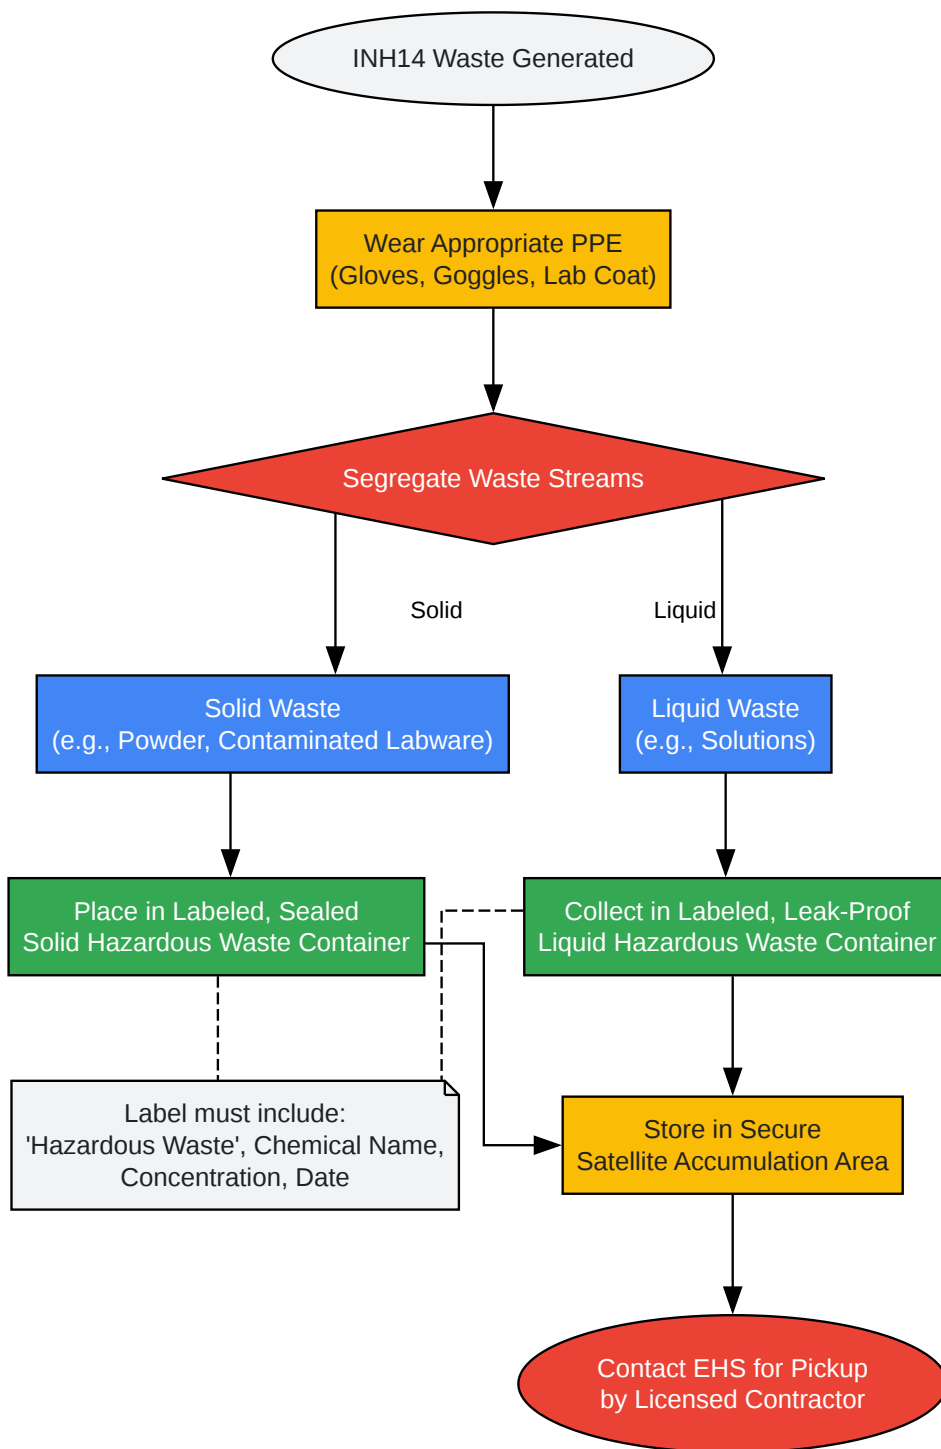 INH14 Waste Generated
Wear Appropriate PPE
(Gloves, Goggles, Lab Coat)
Segregate Waste Streams
Solid
Liquid
Solid Waste
(e.g., Powder, Contaminated Labware)
Liquid Waste
(e.g., Solutions)
Place in Labeled, Sealed
Solid Hazardous Waste Container
Collect in Labeled, Leak-Proof
Liquid Hazardous Waste Container
Label must include:
'Hazardous Waste', Chemical Name,
Concentration, Date
Store in Secure
Satellite Accumulation Area
Contact EHS for Pickup
by Licensed Contractor